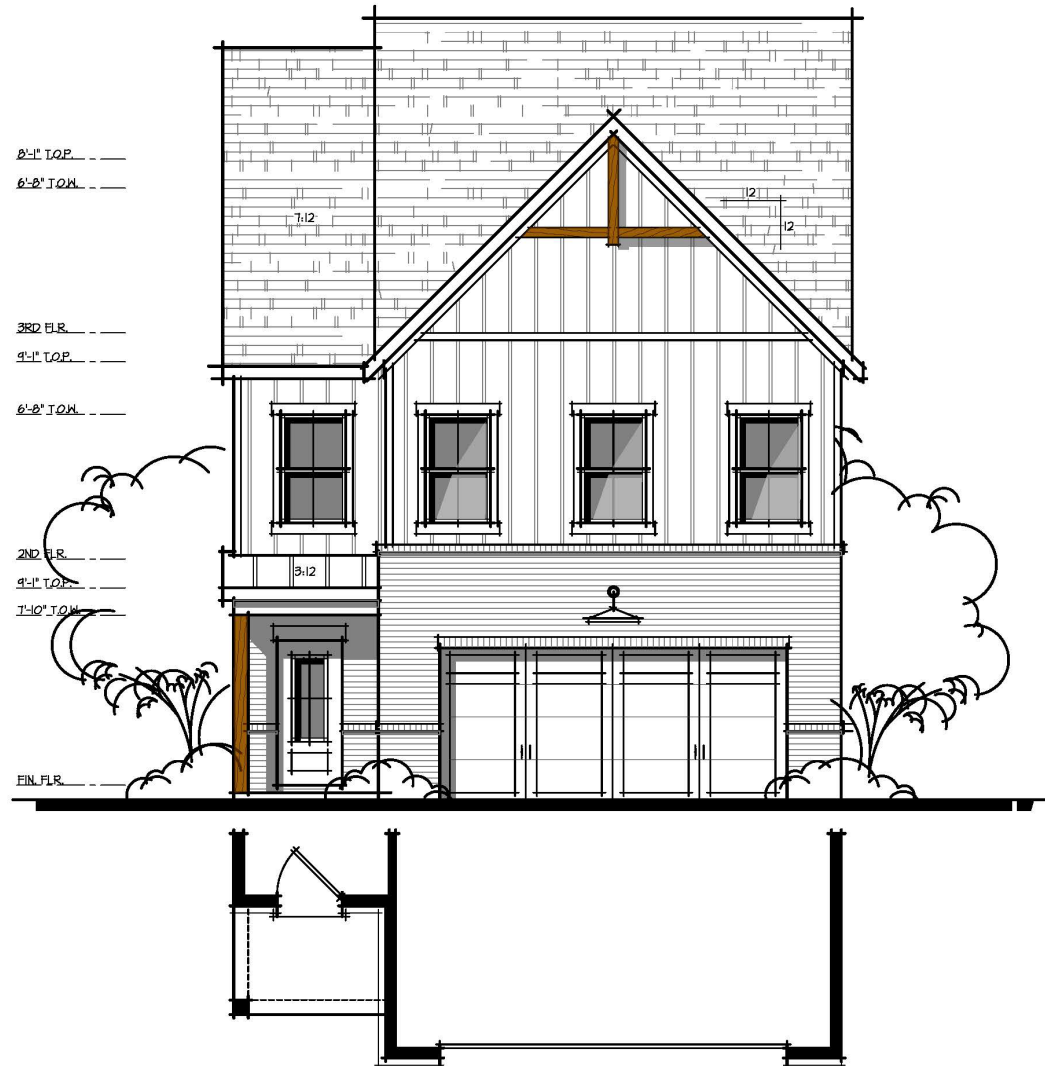 8'-1" T.O.P.
6'-8" T.O.W.
12
7:12
12
3RD FLR.
9'-1" T.O.P.
6'-8" T.O.W.
2ND FLR.
3:12
9'-1" T.O.P.
7'-10" T.O.W.
FIN. FLR.